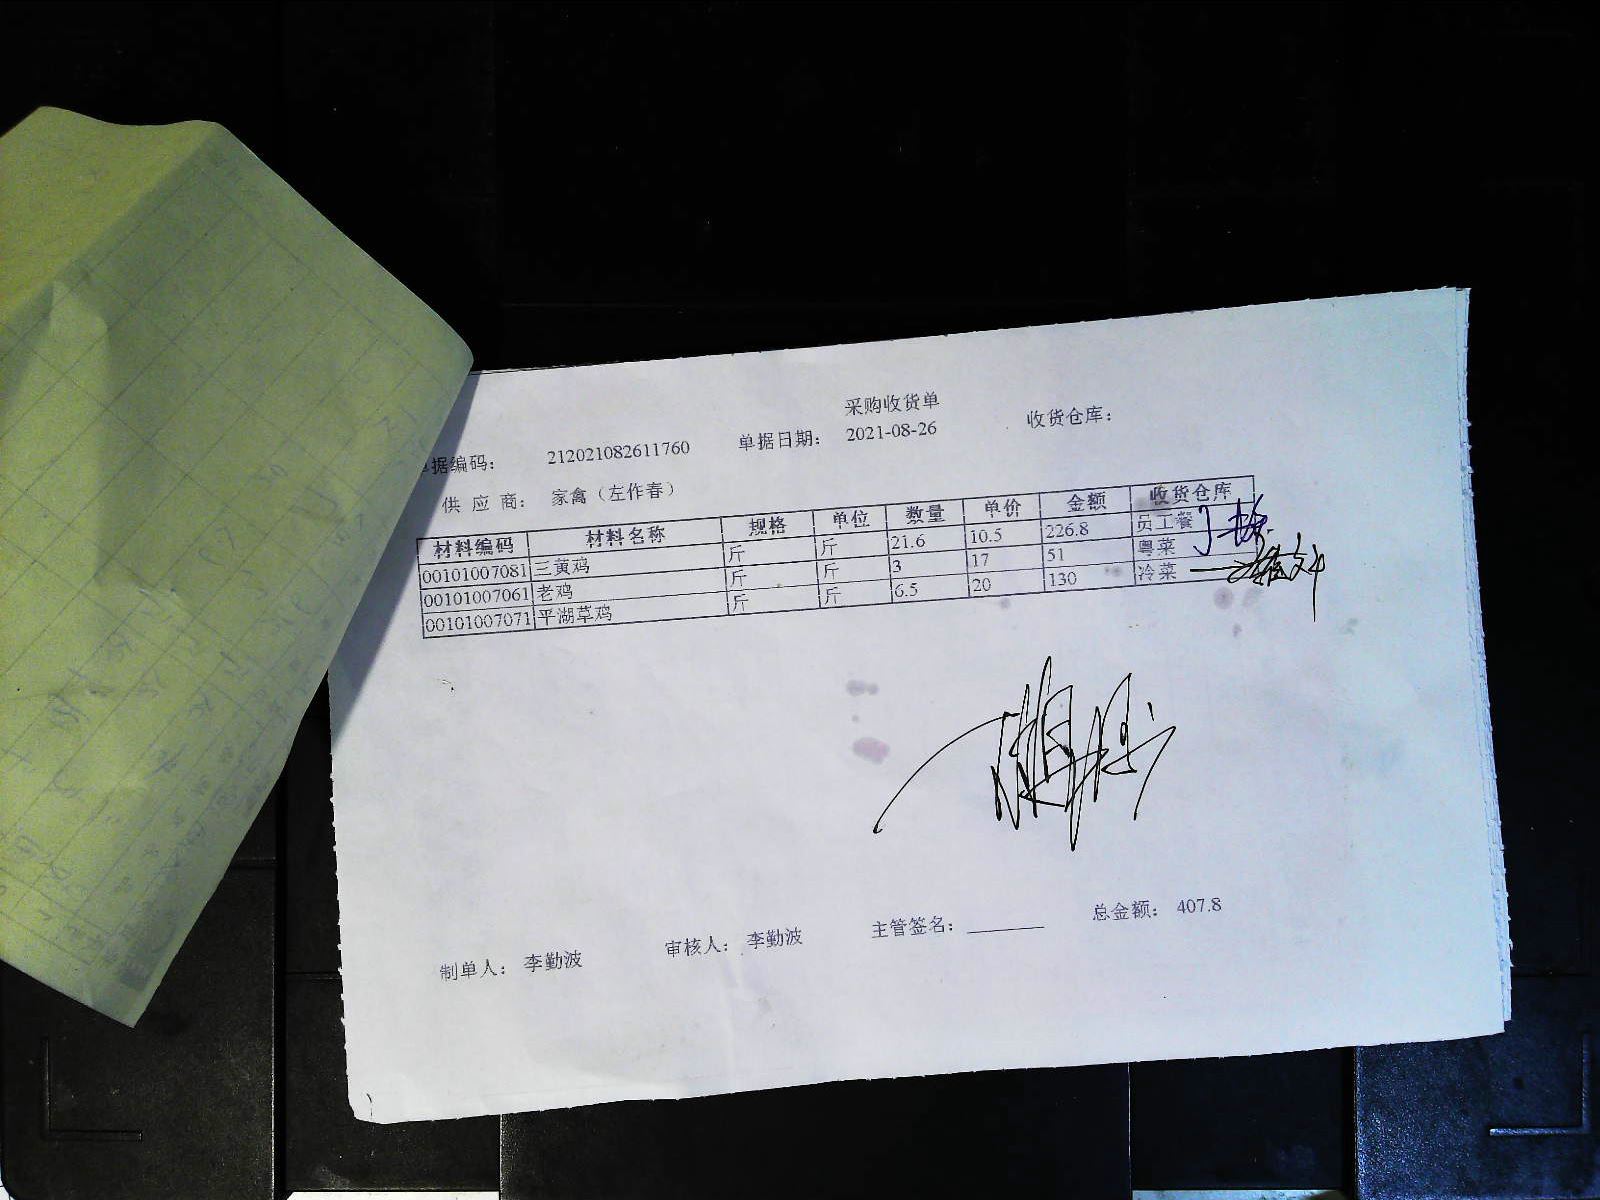 采购收货单
据编码： 212021082611760 单据日期： 2021-08-26 收货仓库：
供 应 商： 家禽（左作春）
材料编码 材料名称 规格 单位 数量 单价 金额 收货仓库
00101007081 三黄鸡 斤 斤 21.6 10.5 226.8 员工餐
00101007061 老鸡 斤 斤 3 17 51 粤菜
00101007071 平湖草鸡 斤 斤 6.5 20 130 冷菜
制单人： 李勤波 审核人： 李勤波 主管签名： 总金额： 407.8